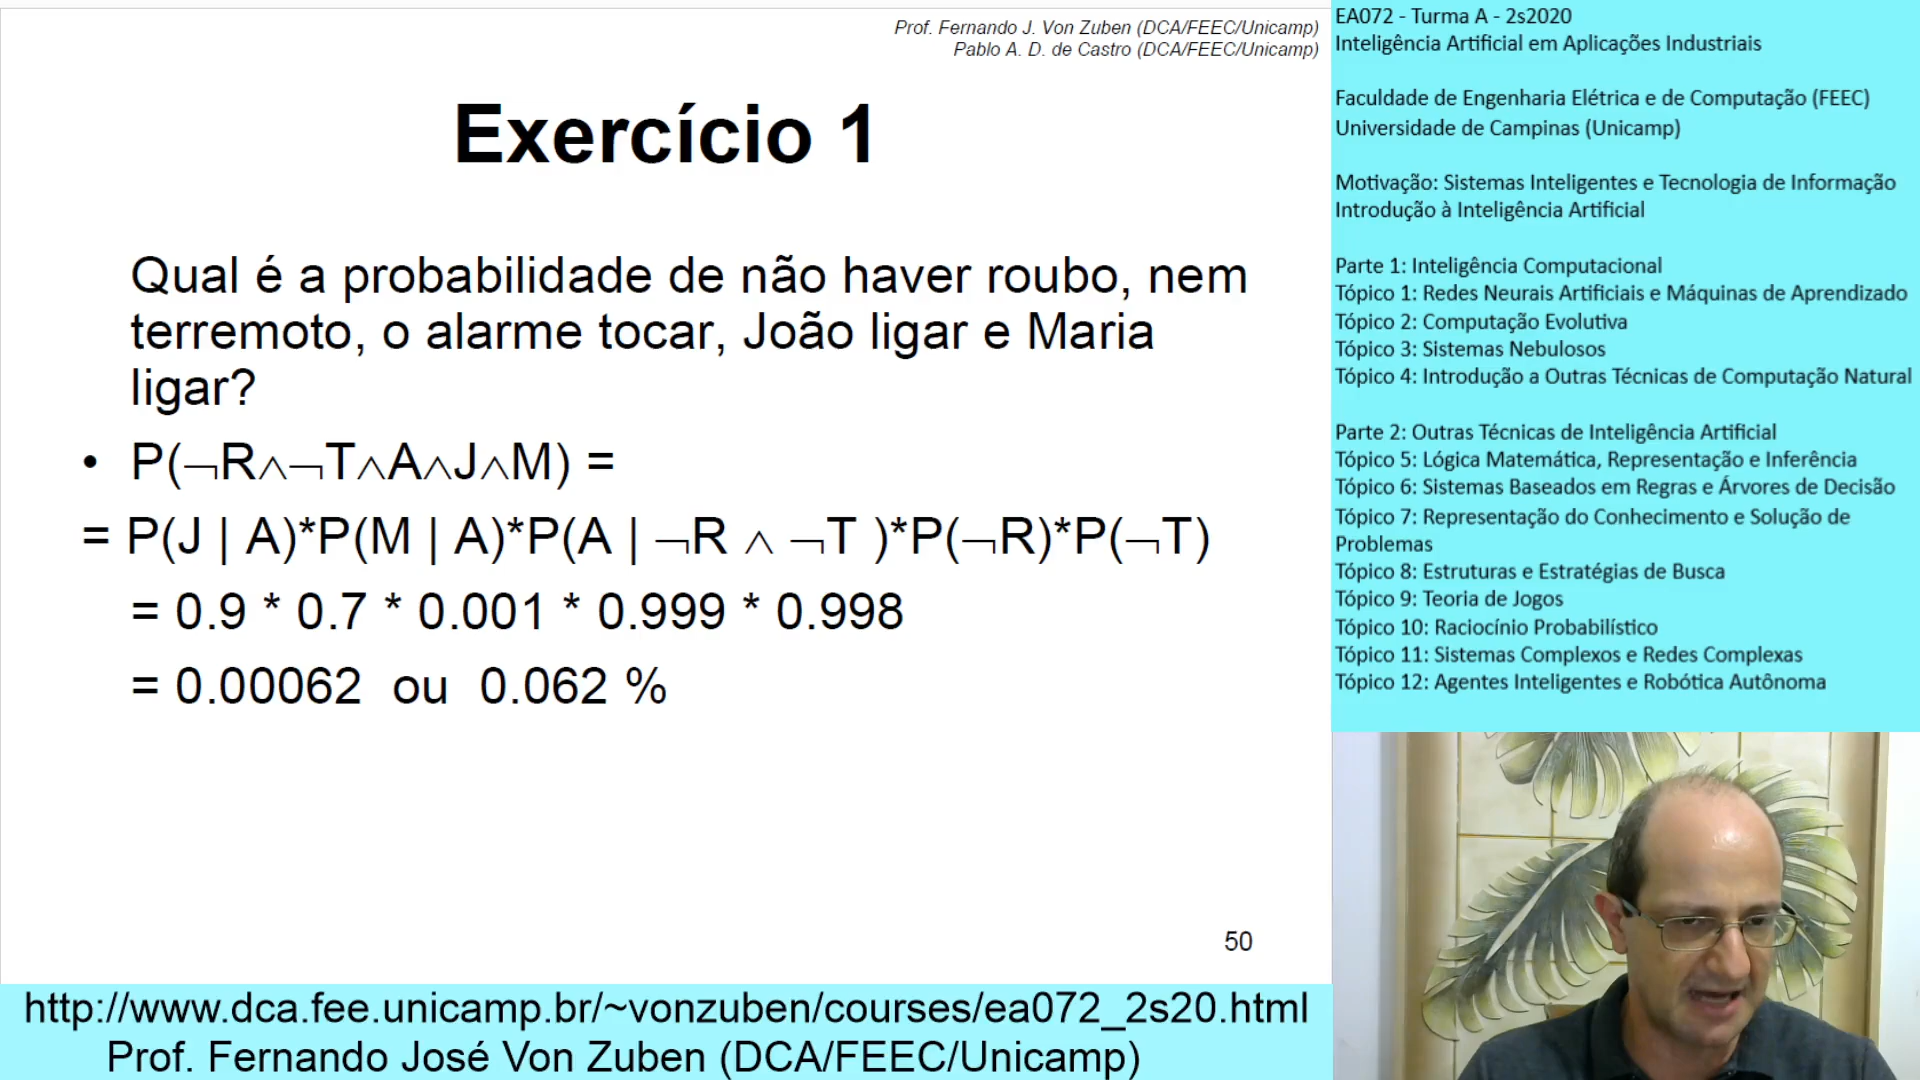 Prof. Fernando J. Von Zuben (DCA/FEEC/Unicamp)
Pablo A. D. de Castro (DCA/FEEC/Unicamp)
Exercício 1
Qual é a probabilidade de não haver roubo, nem
terremoto, o alarme tocar, João ligar e Maria
ligar?
• P(¬R∧¬T∧A∧J∧M) =
= P(J | A)*P(M | A)*P(A | ¬R ∧ ¬T )*P(¬R)*P(¬T)
= 0.9 * 0.7 * 0.001 * 0.999 * 0.998
= 0.00062 ou 0.062 %
50
http://www.dca.fee.unicamp.br/~vonzuben/courses/ea072_2s20.html
Prof. Fernando José Von Zuben (DCA/FEEC/Unicamp)
EA072 - Turma A - 2s2020
Inteligência Artificial em Aplicações Industriais
Faculdade de Engenharia Elétrica e de Computação (FEEC)
Universidade de Campinas (Unicamp)
Motivação: Sistemas Inteligentes e Tecnologia de Informação
Introdução à Inteligência Artificial
Parte 1: Inteligência Computacional
Tópico 1: Redes Neurais Artificiais e Máquinas de Aprendizado
Tópico 2: Computação Evolutiva
Tópico 3: Sistemas Nebulosos
Tópico 4: Introdução a Outras Técnicas de Computação Natural
Parte 2: Outras Técnicas de Inteligência Artificial
Tópico 5: Lógica Matemática, Representação e Inferência
Tópico 6: Sistemas Baseados em Regras e Árvores de Decisão
Tópico 7: Representação do Conhecimento e Solução de
Problemas
Tópico 8: Estruturas e Estratégias de Busca
Tópico 9: Teoria de Jogos
Tópico 10: Raciocínio Probabilístico
Tópico 11: Sistemas Complexos e Redes Complexas
Tópico 12: Agentes Inteligentes e Robótica Autônoma